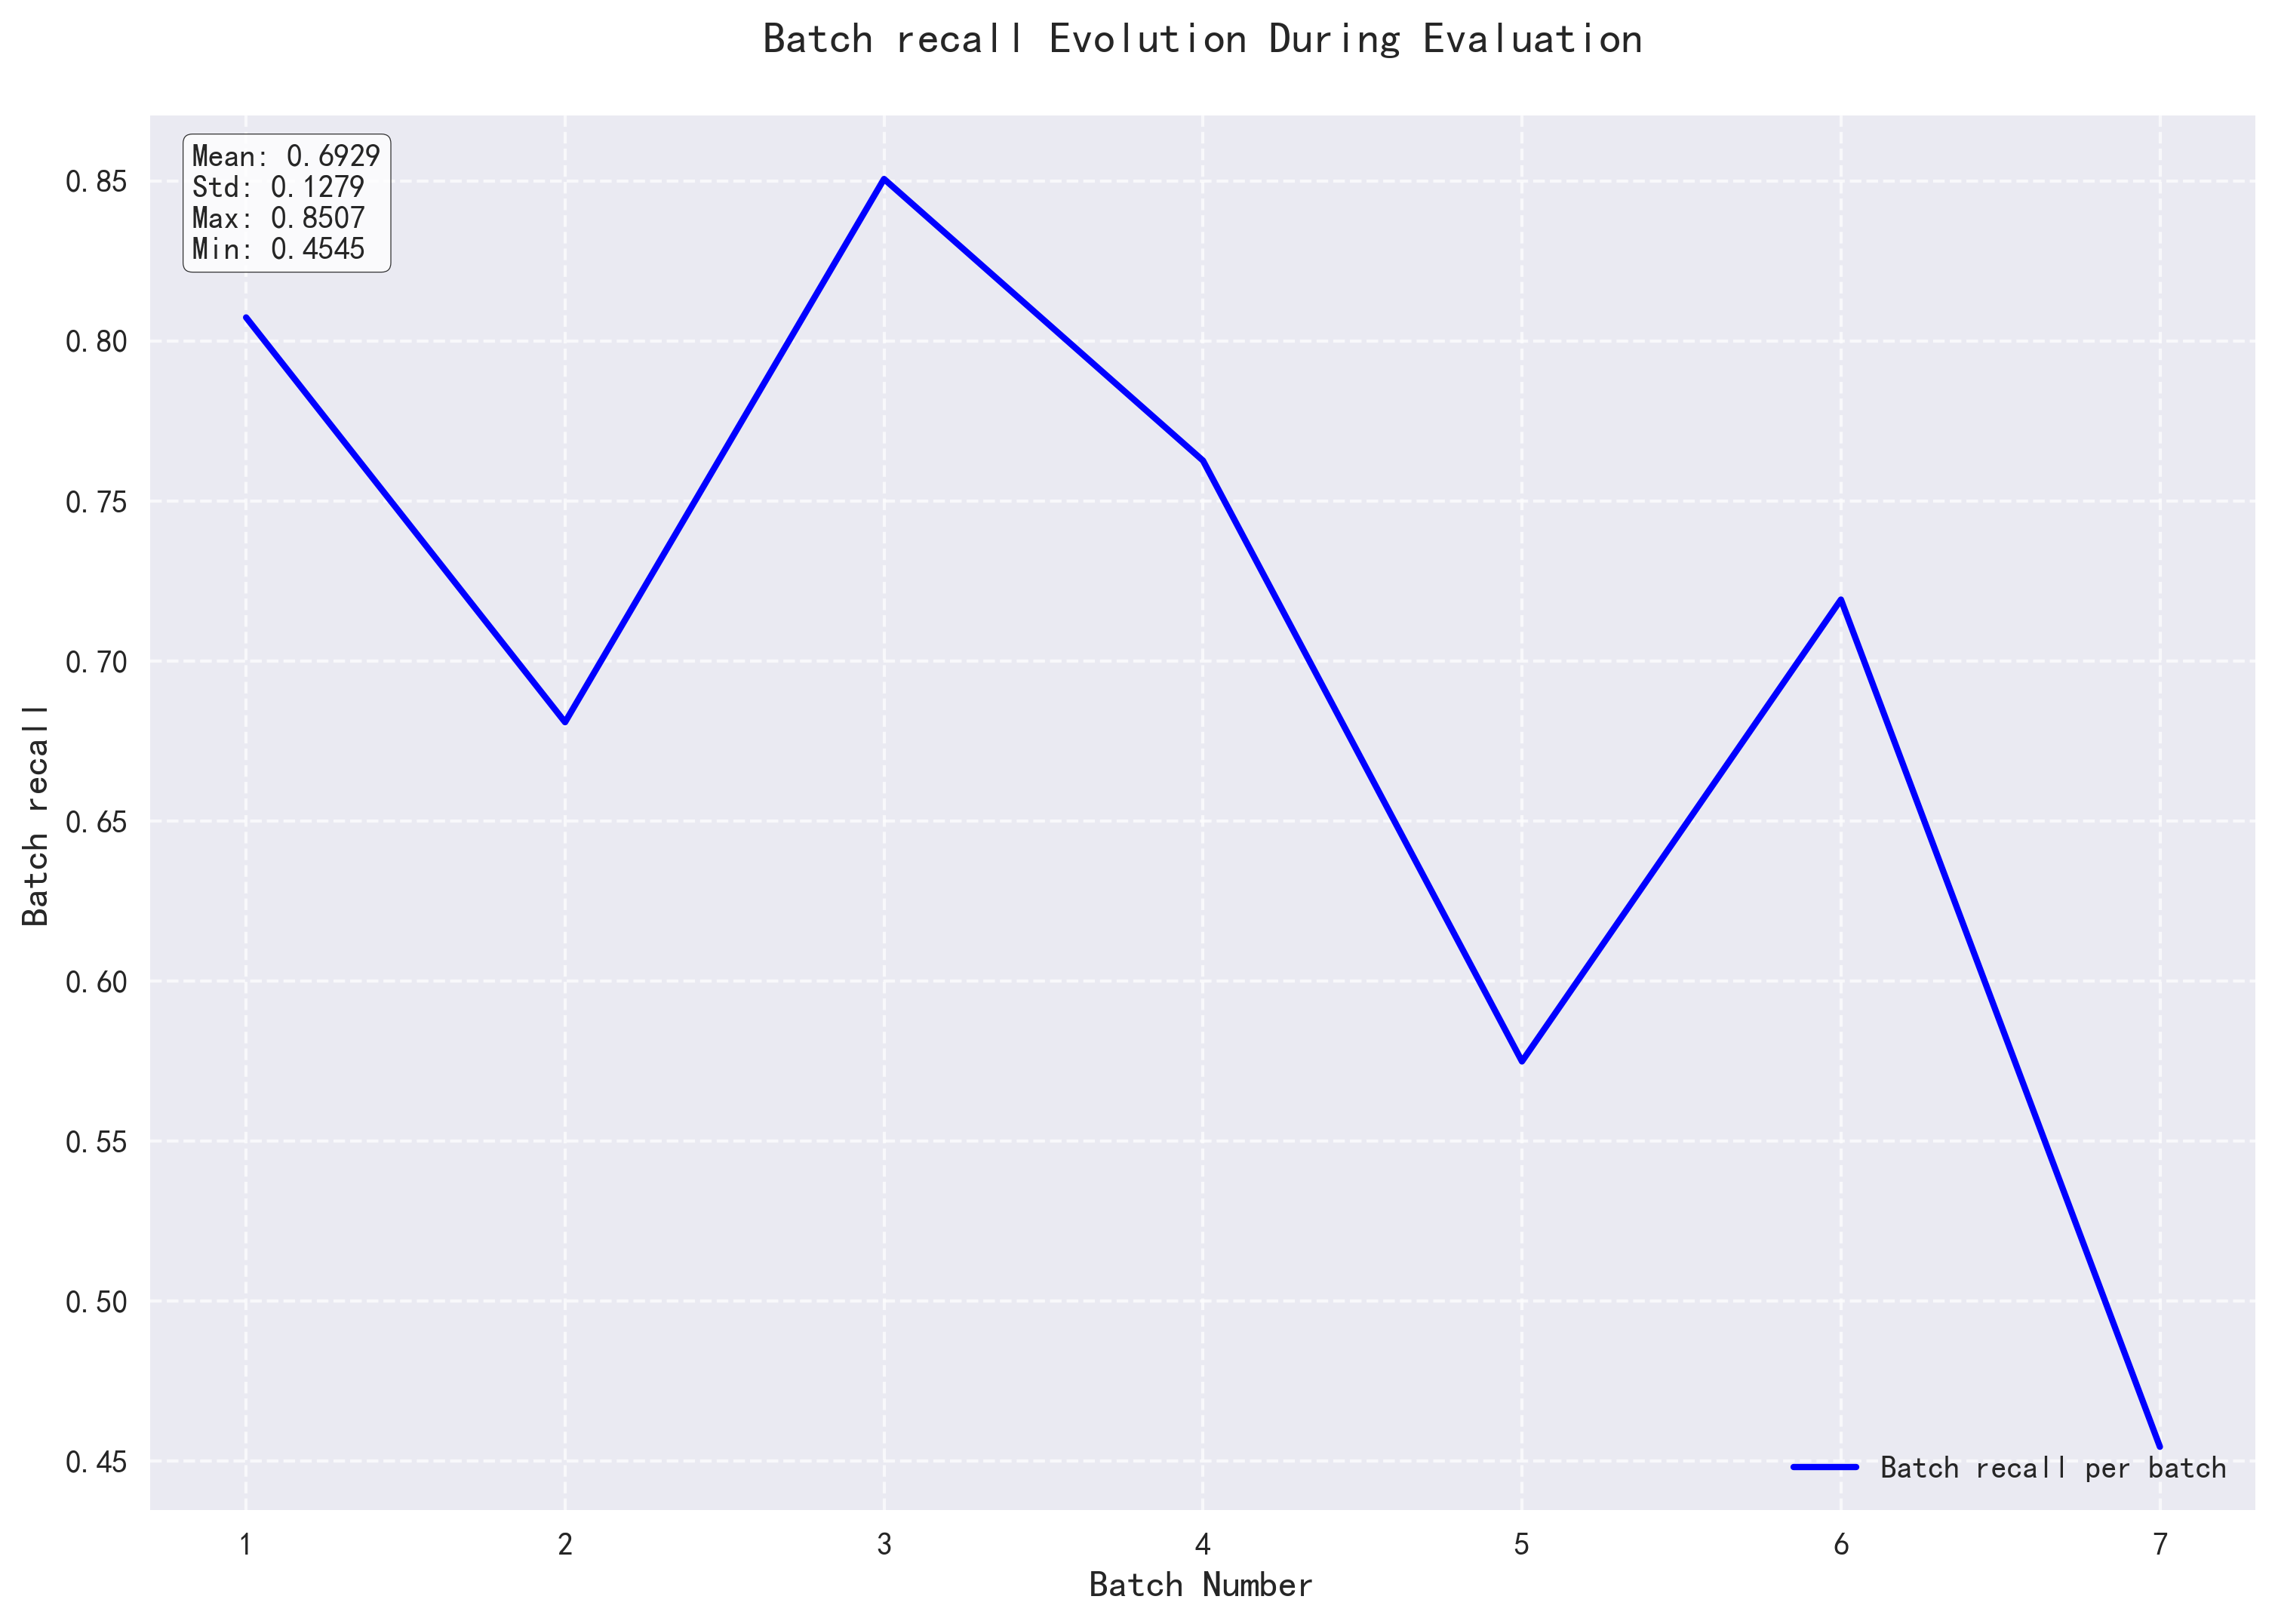 Batch recall Evolution During Evaluation
Mean: 0.6929
Std: 0.1279
Max: 0.8507
Min: 0.4545
Batch recall
0.85
0.80
0.75
0.70
0.65
0.60
0.55
0.50
0.45
Batch recall per batch
1 2 3 4 5 6 7
Batch Number